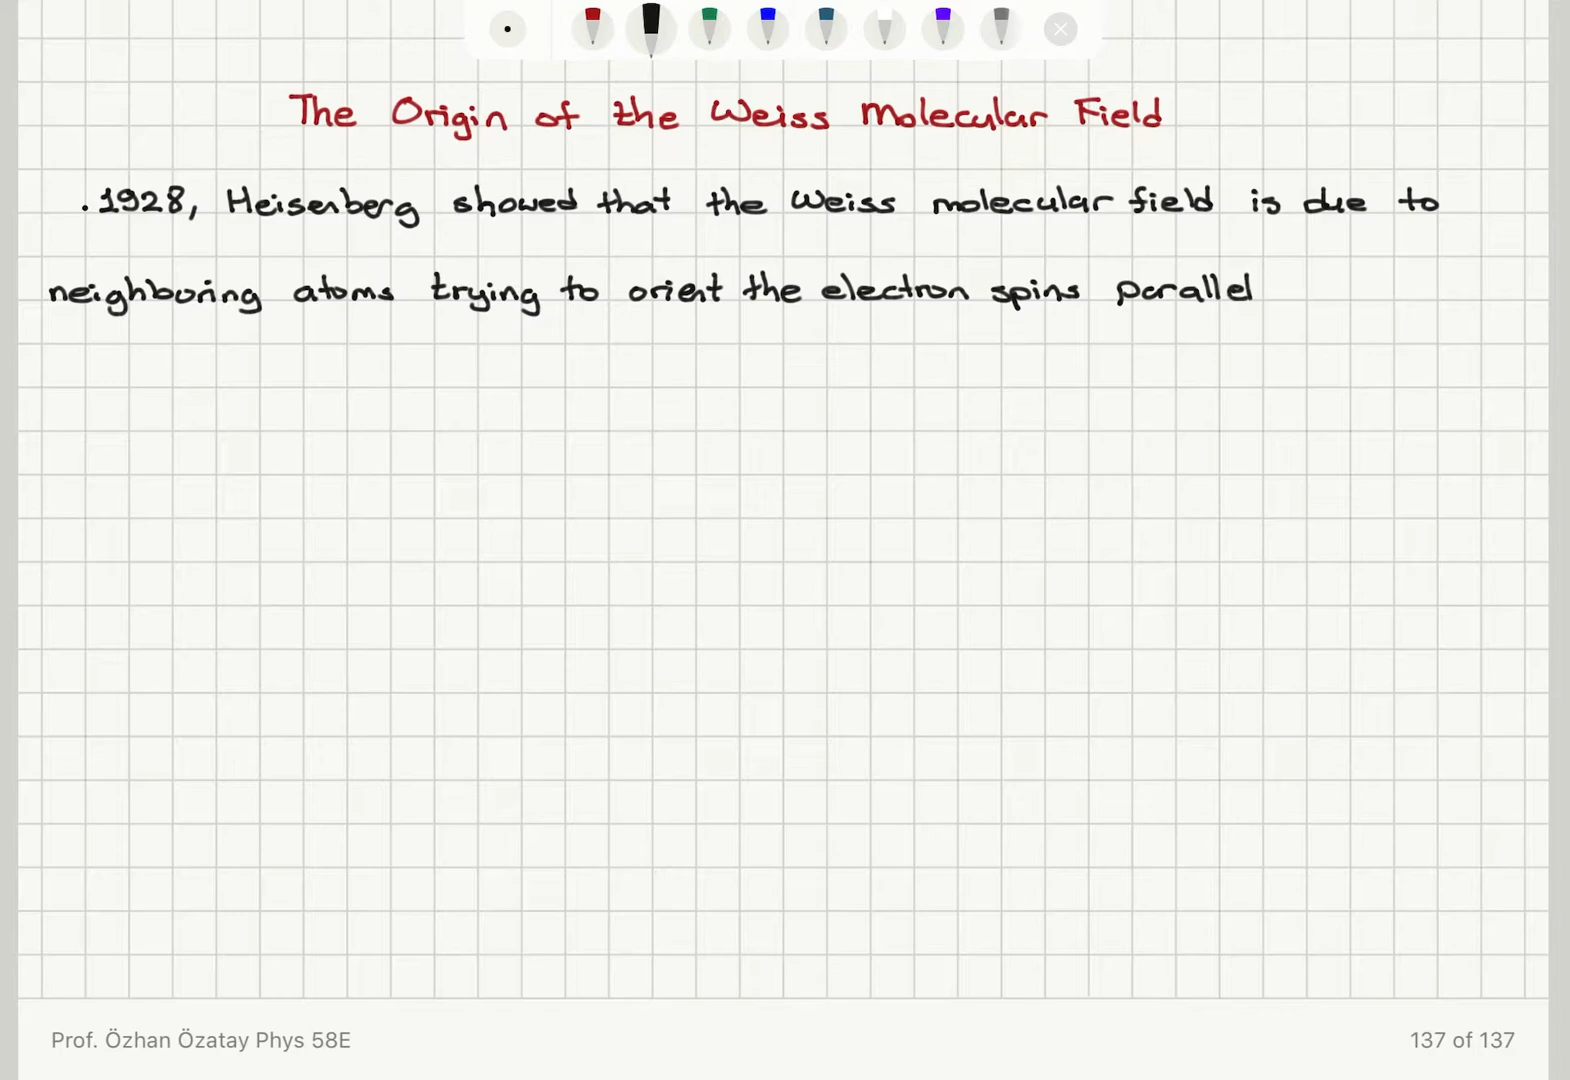 The Origin of the Weiss Molecular Field
. 1928, Heisenberg showed that the Weiss molecular field is due to
neighboring atoms trying to orient the electron spins parallel
Prof. Özhan Özatay Phys 58E
137 of 137